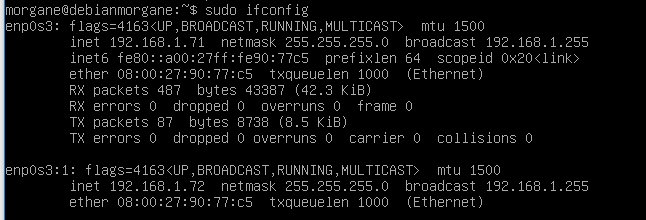 morgane@debianmorgane:~$ sudo ifconfig
enp0s3: flags=4163<UP,BROADCAST,RUNNING,MULTICAST>  mtu 1500
        inet 192.168.1.71  netmask 255.255.255.0  broadcast 192.168.1.255
        inet6 fe80::a00:27ff:fe90:77c5  prefixlen 64  scopeid 0x20<link>
        ether 08:00:27:90:77:c5  txqueuelen 1000  (Ethernet)
        RX packets 487  bytes 43387 (42.3 KiB)
        RX errors 0  dropped 0  overruns 0  frame 0
        TX packets 87  bytes 8738 (8.5 KiB)
        TX errors 0  dropped 0 overruns 0  carrier 0  collisions 0
enp0s3:1: flags=4163<UP,BROADCAST,RUNNING,MULTICAST>  mtu 1500
        inet 192.168.1.72  netmask 255.255.255.0  broadcast 192.168.1.255
        ether 08:00:27:90:77:c5  txqueuelen 1000  (Ethernet)